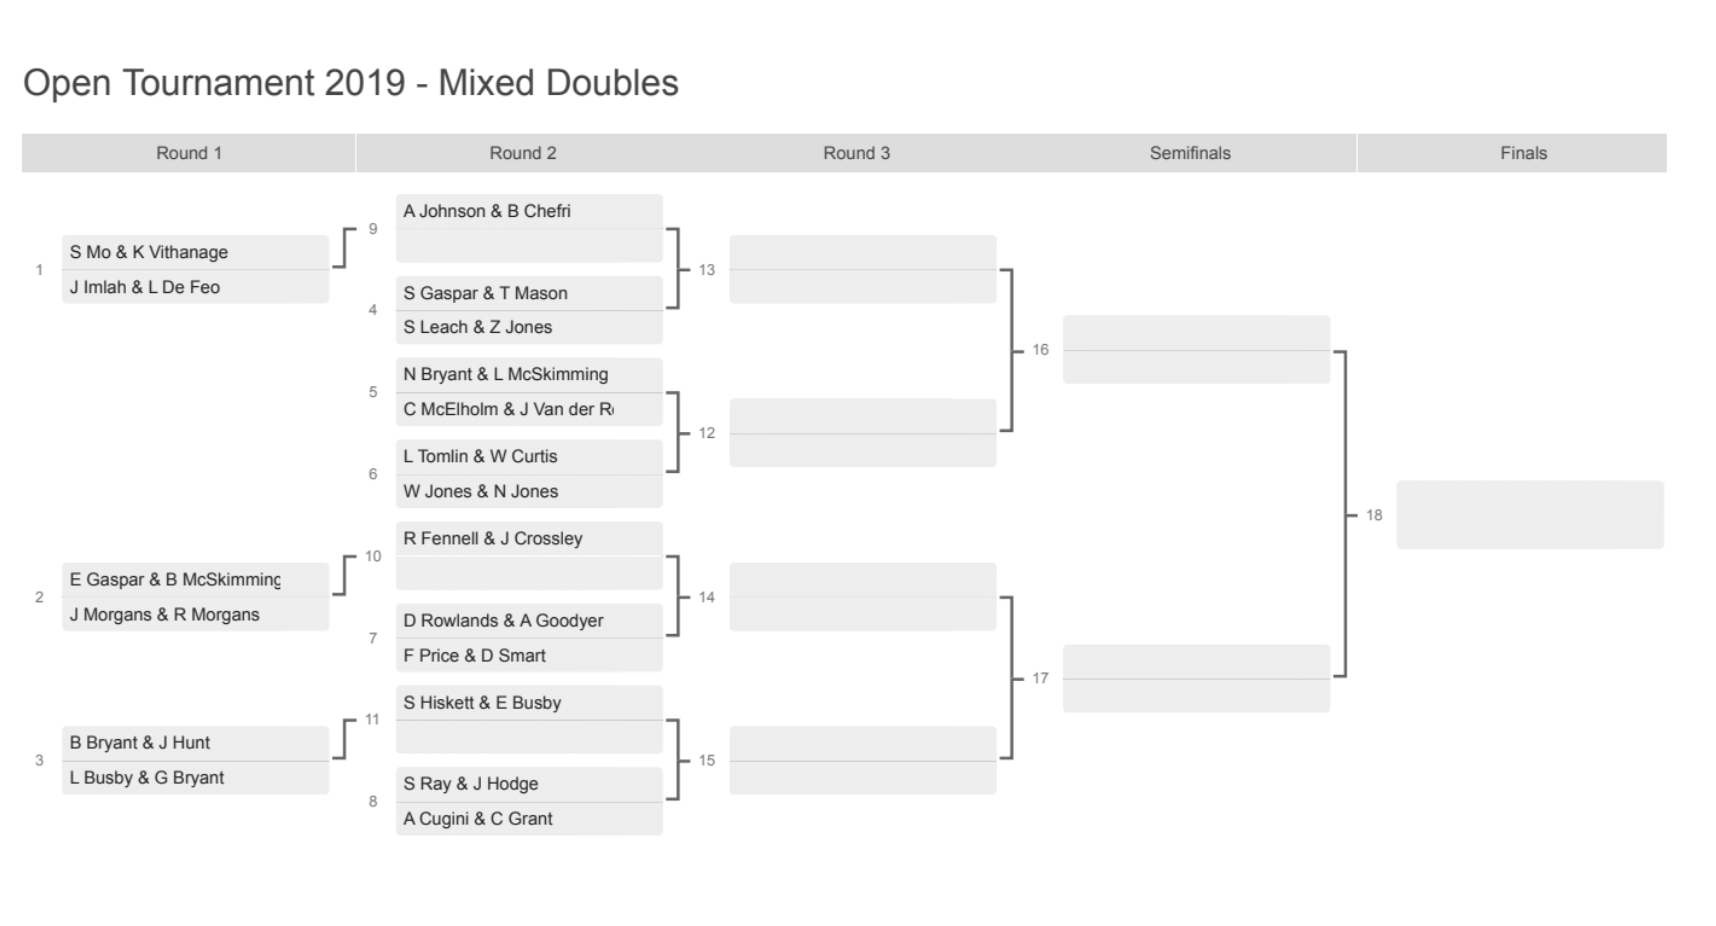 Open Tournament 2019 - Mixed Doubles
Round 1
Round 2
Round 3
Semifinals
Finals
1
S Mo & K Vithanage
J Imlah & L De Feo
2
E Gaspar & B McSkimming
J Morgans & R Morgans
3
B Bryant & J Hunt
L Busby & G Bryant
9
A Johnson & B Chefri
4
S Gaspar & T Mason
S Leach & Z Jones
5
N Bryant & L McSkimming
C McElholm & J Van der
6
L Tomlin & W Curtis
W Jones & N Jones
10
R Fennell & J Crossley
7
D Rowlands & A Goodyer
F Price & D Smart
11
S Hiskett & E Busby
8
S Ray & J Hodge
A Cugini & C Grant
13
12
14
15
16
17
18